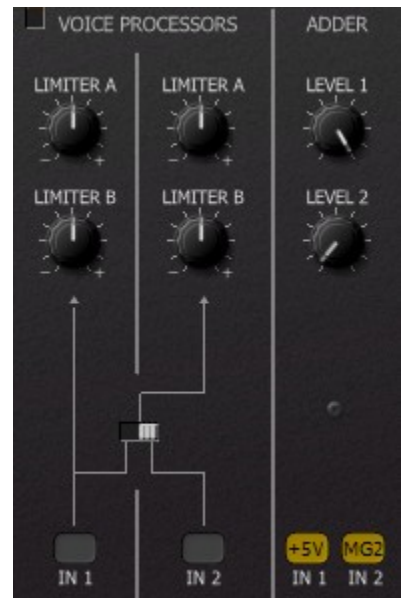 VOICE PROCESSORS ADDER
LIMITER A LIMITER A LEVEL 1
- + - +
LIMITER B LIMITER B LEVEL 2
- + - +
+5V MG2
IN 1 IN 2 IN 1 IN 2